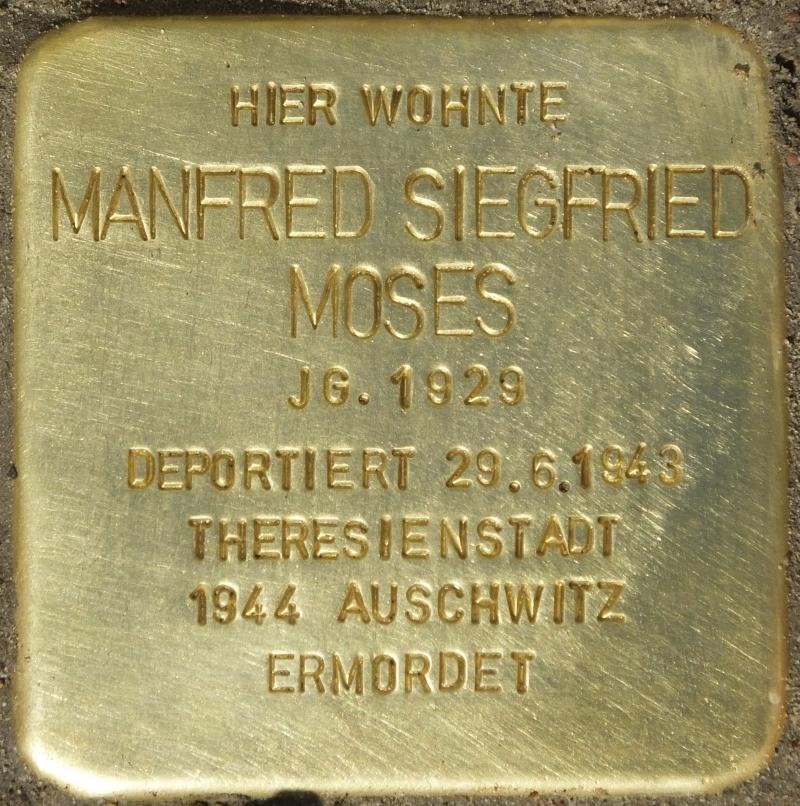 HIER WOHNTE
MANFRED SIEGFRIED
MOSES
JG. 1929
DEPORTIERT 29.6.1943
THERESIENSTADT
1944 AUSCHWITZ
ERMORDET